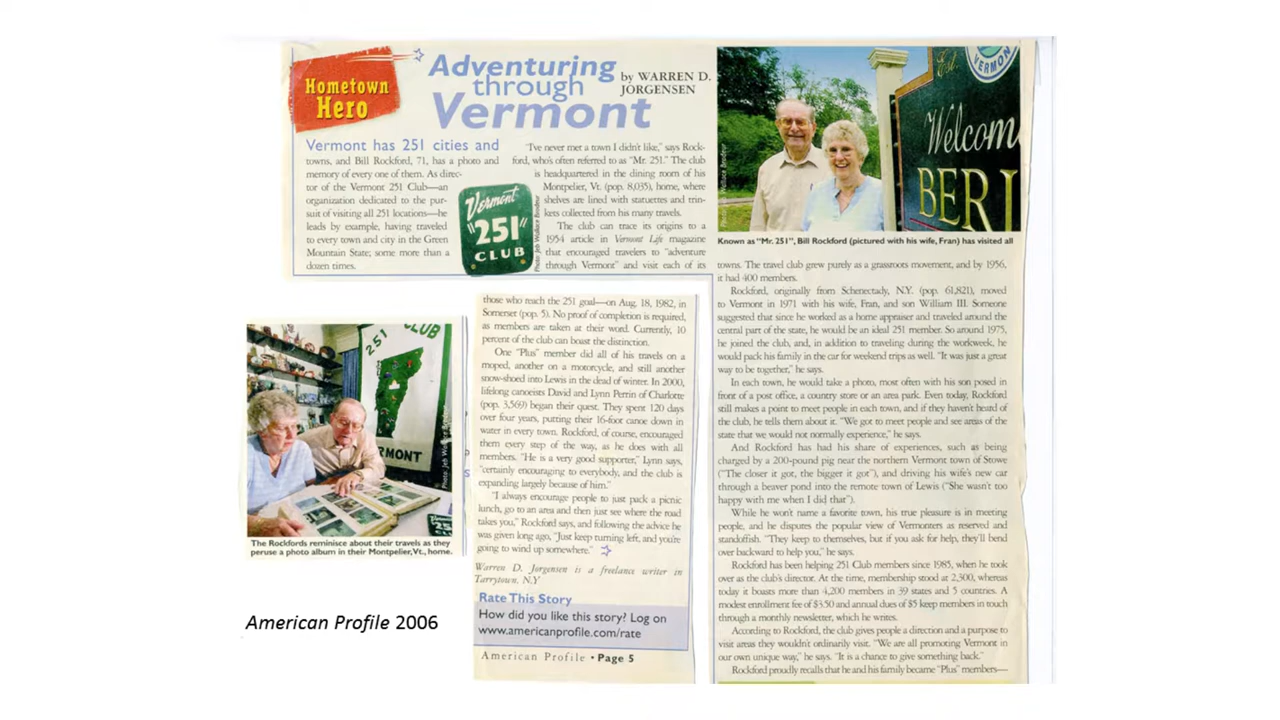 Hometown
Hero
Adventuring
through
Vermont
by WARREN D.
JORGENSEN
Vermont has 251 cities and
towns, and Bill Rockford, 71, has a photo and
memory of every one of them. As direc-
tor of the Vermont 251 Club—an
organization dedicated to the pur-
suit of visiting all 251 locations—he
leads by example, having traveled
to every town and city in the Green
Mountain State; some more than a
dozen times.
Vermont
"251"
CLUB
Photo: Jeb Wallace Brodeur
"I've never met a town I didn't like," says Rock-
ford, who's often referred to as "Mr. 251." The club
is headquartered in the dining room of his
Montpelier, Vt. (pop. 8,035), home, where
shelves are lined with statuettes and trin-
kets collected from his many travels.
The club can trace its origins to a
1954 article in Vermont Life magazine
that encouraged travelers to "adventure
through Vermont" and visit each of its
Est.
VERMONT
Welcom
BERL
Photo: Jeb Wallace Brodeur
Known as "Mr. 251", Bill Rockford (pictured with his wife, Fran) has visited all
towns. The travel club grew purely as a grassroots movement, and by 1956,
it had 400 members.
Rockford, originally from Schenectady, N.Y. (pop. 61,821), moved
to Vermont in 1971 with his wife, Fran, and son William III. Someone
suggested that since he worked as a home appraiser and traveled around the
central part of the state, he would be an ideal 251 member. So around 1975,
he joined the club, and, in addition to traveling during the workweek, he
would pack his family in the car for weekend trips as well. "It was just a great
way to be together," he says.
In each town, he would take a photo, most often with his son posed in
front of a post office, a country store or an area park. Even today, Rockford
still makes a point to meet people in each town, and if they haven't heard of
the club, he tells them about it. "We got to meet people and see areas of the
state that we would not normally experience," he says.
And Rockford has had his share of experiences, such as being
charged by a 200-pound pig near the northern Vermont town of Stowe
("The closer it got, the bigger it got"), and driving his wife's new car
through a beaver pond into the remote town of Lewis ("She wasn't too
happy with me when I did that").
While he won't name a favorite town, his true pleasure is in meeting
people, and he disputes the popular view of Vermonters as reserved and
standoffish. "They keep to themselves, but if you ask for help, they'll bend
over backward to help you," he says.
Rockford has been helping 251 Club members since 1985, when he took
over as the club's director. At the time, membership stood at 2,300, whereas
today it boasts more than 4,200 members in 39 states and 5 countries. A
modest enrollment fee of $3.50 and annual dues of $5 keep members in touch
through a monthly newsletter, which he writes.
According to Rockford, the club gives people a direction and a purpose to
visit areas they wouldn't ordinarily visit. "We are all promoting Vermont in
our own unique way," he says. "It is a chance to give something back."
Rockford proudly recalls that he and his family became "Plus" members—
those who reach the 251 goal—on Aug. 18, 1982, in
Somerset (pop. 5). No proof of completion is required,
as members are taken at their word. Currently, 10
percent of the club can boast the distinction.
One "Plus" member did all of his travels on a
moped, another on a motorcycle, and still another
snow-shoed into Lewis in the dead of winter. In 2000,
lifelong canoeists David and Lynn Perrin of Charlotte
(pop. 3,569) began their quest. They spent 120 days
over four years, putting their 16-foot canoe down in
water in every town. Rockford, of course, encouraged
them every step of the way, as he does with all
members. "He is a very good supporter," Lynn says,
"certainly encouraging to everybody, and the club is
expanding largely because of him."
"I always encourage people to just pack a picnic
lunch, go to an area and then just see where the road
takes you," Rockford says, and following the advice he
was given long ago, "Just keep turning left, and you're
going to wind up somewhere."
Warren D. Jorgensen is a freelance writer in
Tarrytown, N.Y
Rate This Story
How did you like this story? Log on
www.americanprofile.com/rate
American Profile • Page 5
251
CLUB
VERMONT
Photo: Jeb Wallace Brodeur
The Rockfords reminisce about their travels as they
peruse a photo album in their Montpelier, Vt., home.
American Profile 2006